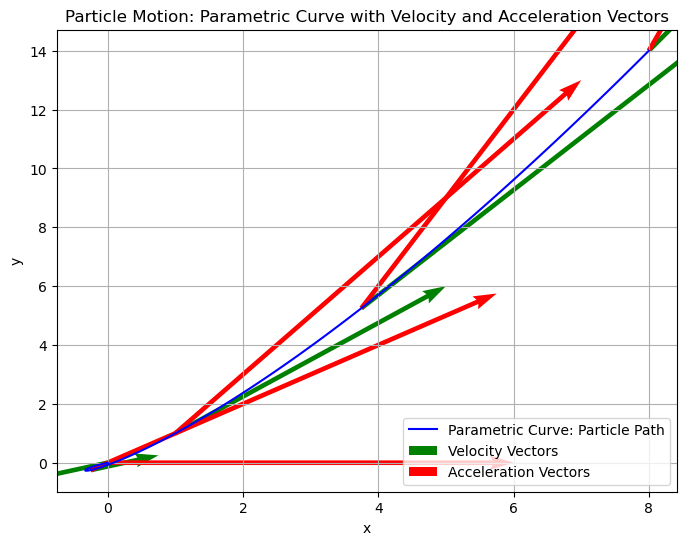 Particle Motion: Parametric Curve with Velocity and Acceleration Vectors
14
12
10
8
6
4
2
0
y
0 2 4 6 8
x
Parametric Curve: Particle Path
Velocity Vectors
Acceleration Vectors